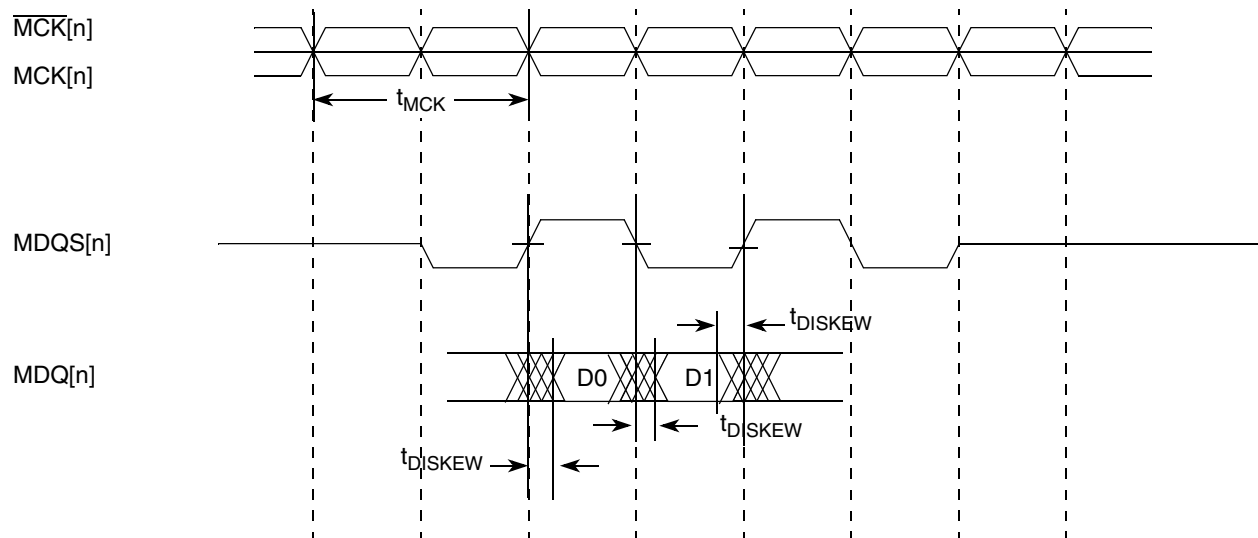 MCK[n]
MCK[n]
tMCK
MDQS[n]
tDISKEW
MDQ[n]
D0
D1
tDISKEW
tDISKEW